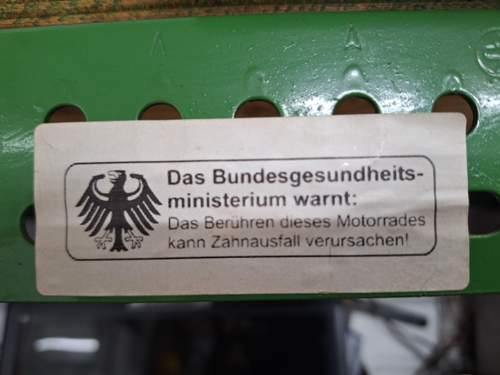 Das Bundesgesundheits-
ministerium warnt:
Das Berühren dieses Motorrades
kann Zahnausfall verursachen!